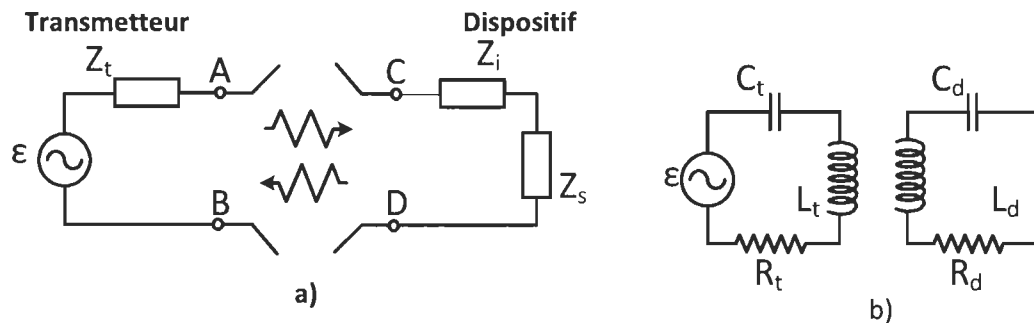 Transmetteur Dispositif
Zt Zi
A C
Ct Cd
ε
Zs
ε
B D
Lt Ld
Rt Rd
a)
b)